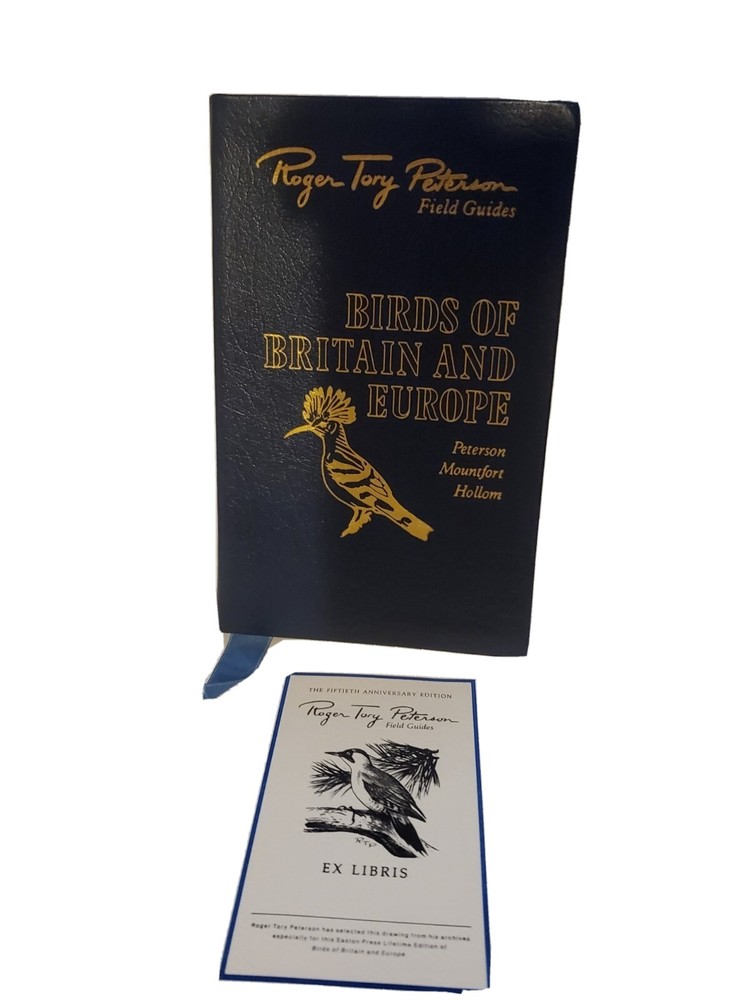 Roger Tory Peterson
Field Guides
BIRDS OF
BRITAIN AND
EUROPE
Peterson
Mountfort
Hollom
THE FIFTIETH ANNIVERSARY EDITION
Roger Tory Peterson
Field Guides
RTP
EX LIBRIS
Roger Tory Peterson has selected this drawing from his archives
especially for this Easton Press Lifetime Edition of
Birds of Britain and Europe